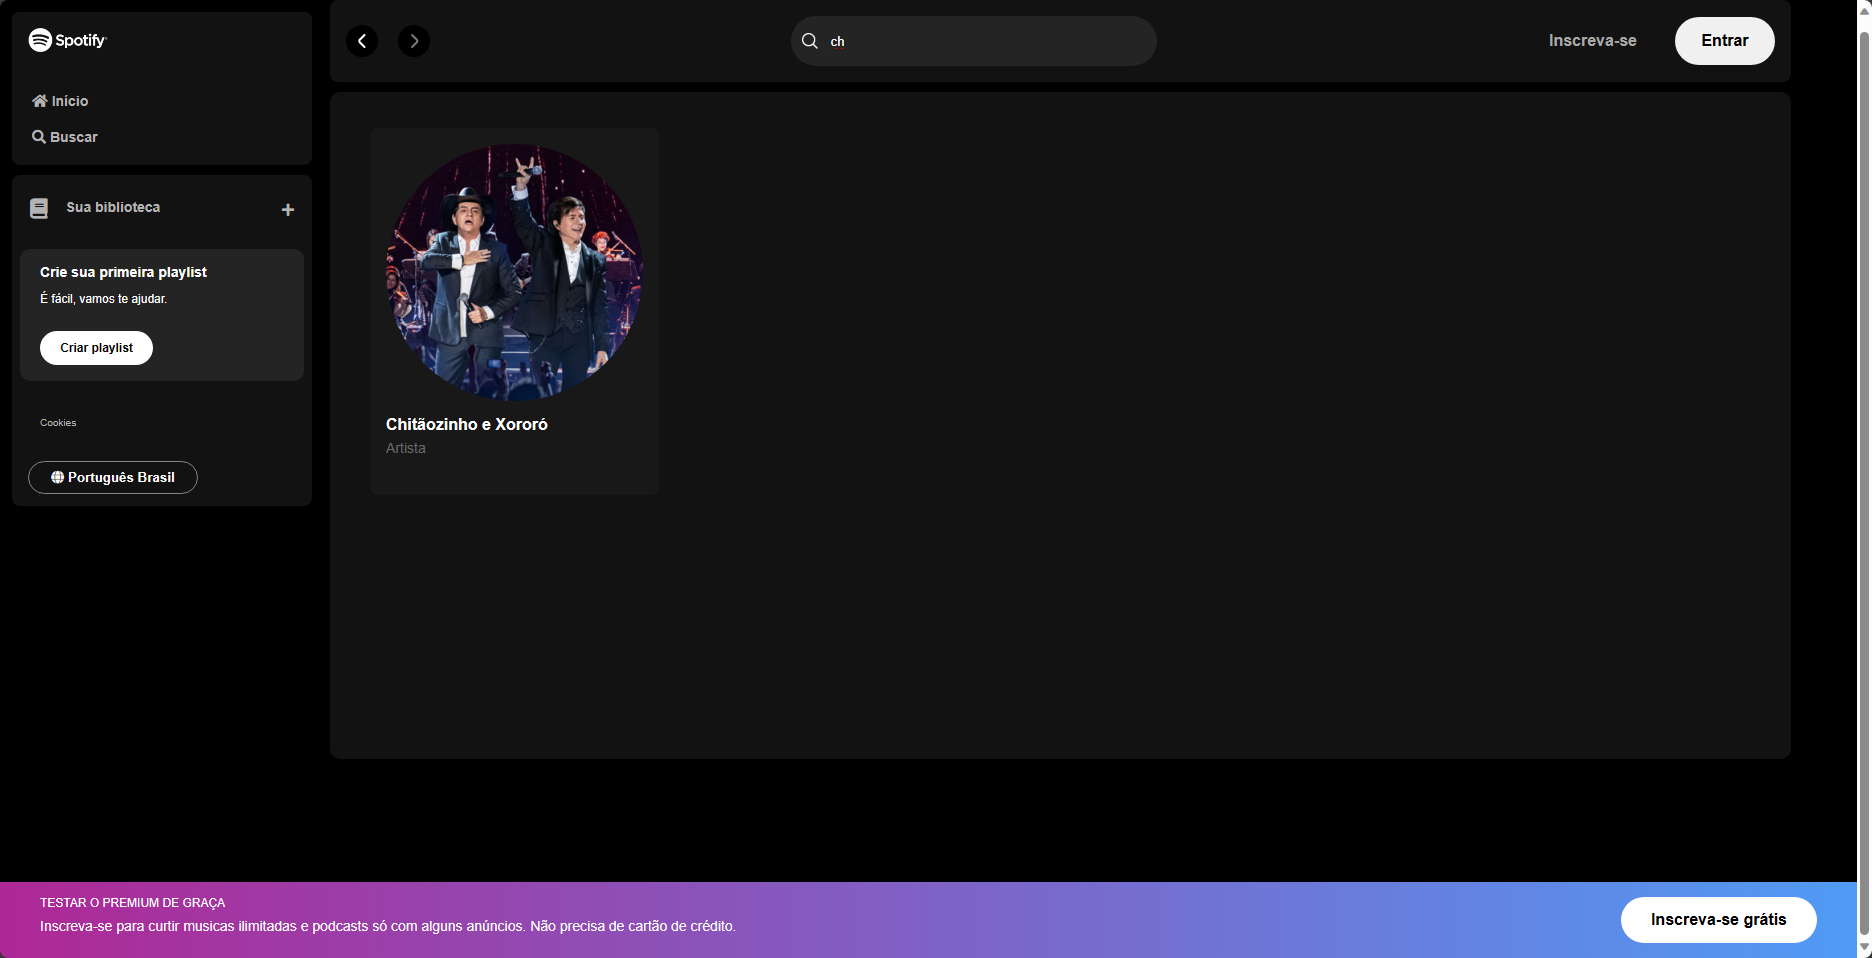 Spotify
Início
Buscar
Sua biblioteca
Crie sua primeira playlist
É fácil, vamos te ajudar.
Criar playlist
Cookies
Português Brasil
ch
Inscreva-se
Entrar
Chitãozinho e Xororó
Artista
TESTAR O PREMIUM DE GRAÇA
Inscreva-se para curtir musicas ilimitadas e podcasts só com alguns anúncios. Não precisa de cartão de crédito.
Inscreva-se grátis